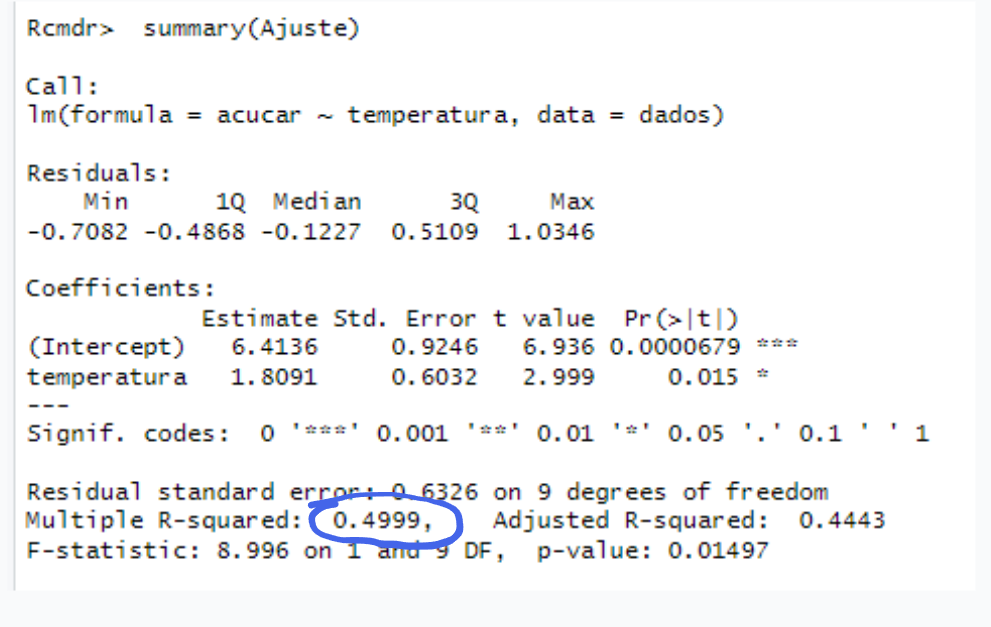 Rcmdr> summary(Ajuste)
Call:
lm(formula = acucar ~ temperatura, data = dados)
Residuals:
Min 1Q Median 3Q Max
-0.7082 -0.4868 -0.1227 0.5109 1.0346
Coefficients:
Estimate Std. Error t value Pr(>|t|)
(Intercept) 6.4136 0.9246 6.936 0.0000679 ***
temperatura 1.8091 0.6032 2.999 0.015 *
---
Signif. codes: 0 '***' 0.001 '**' 0.01 '*' 0.05 '.' 0.1 ' ' 1
Residual standard error: 0.6326 on 9 degrees of freedom
Multiple R-squared: 0.4999, Adjusted R-squared: 0.4443
F-statistic: 8.996 on 1 and 9 DF, p-value: 0.01497